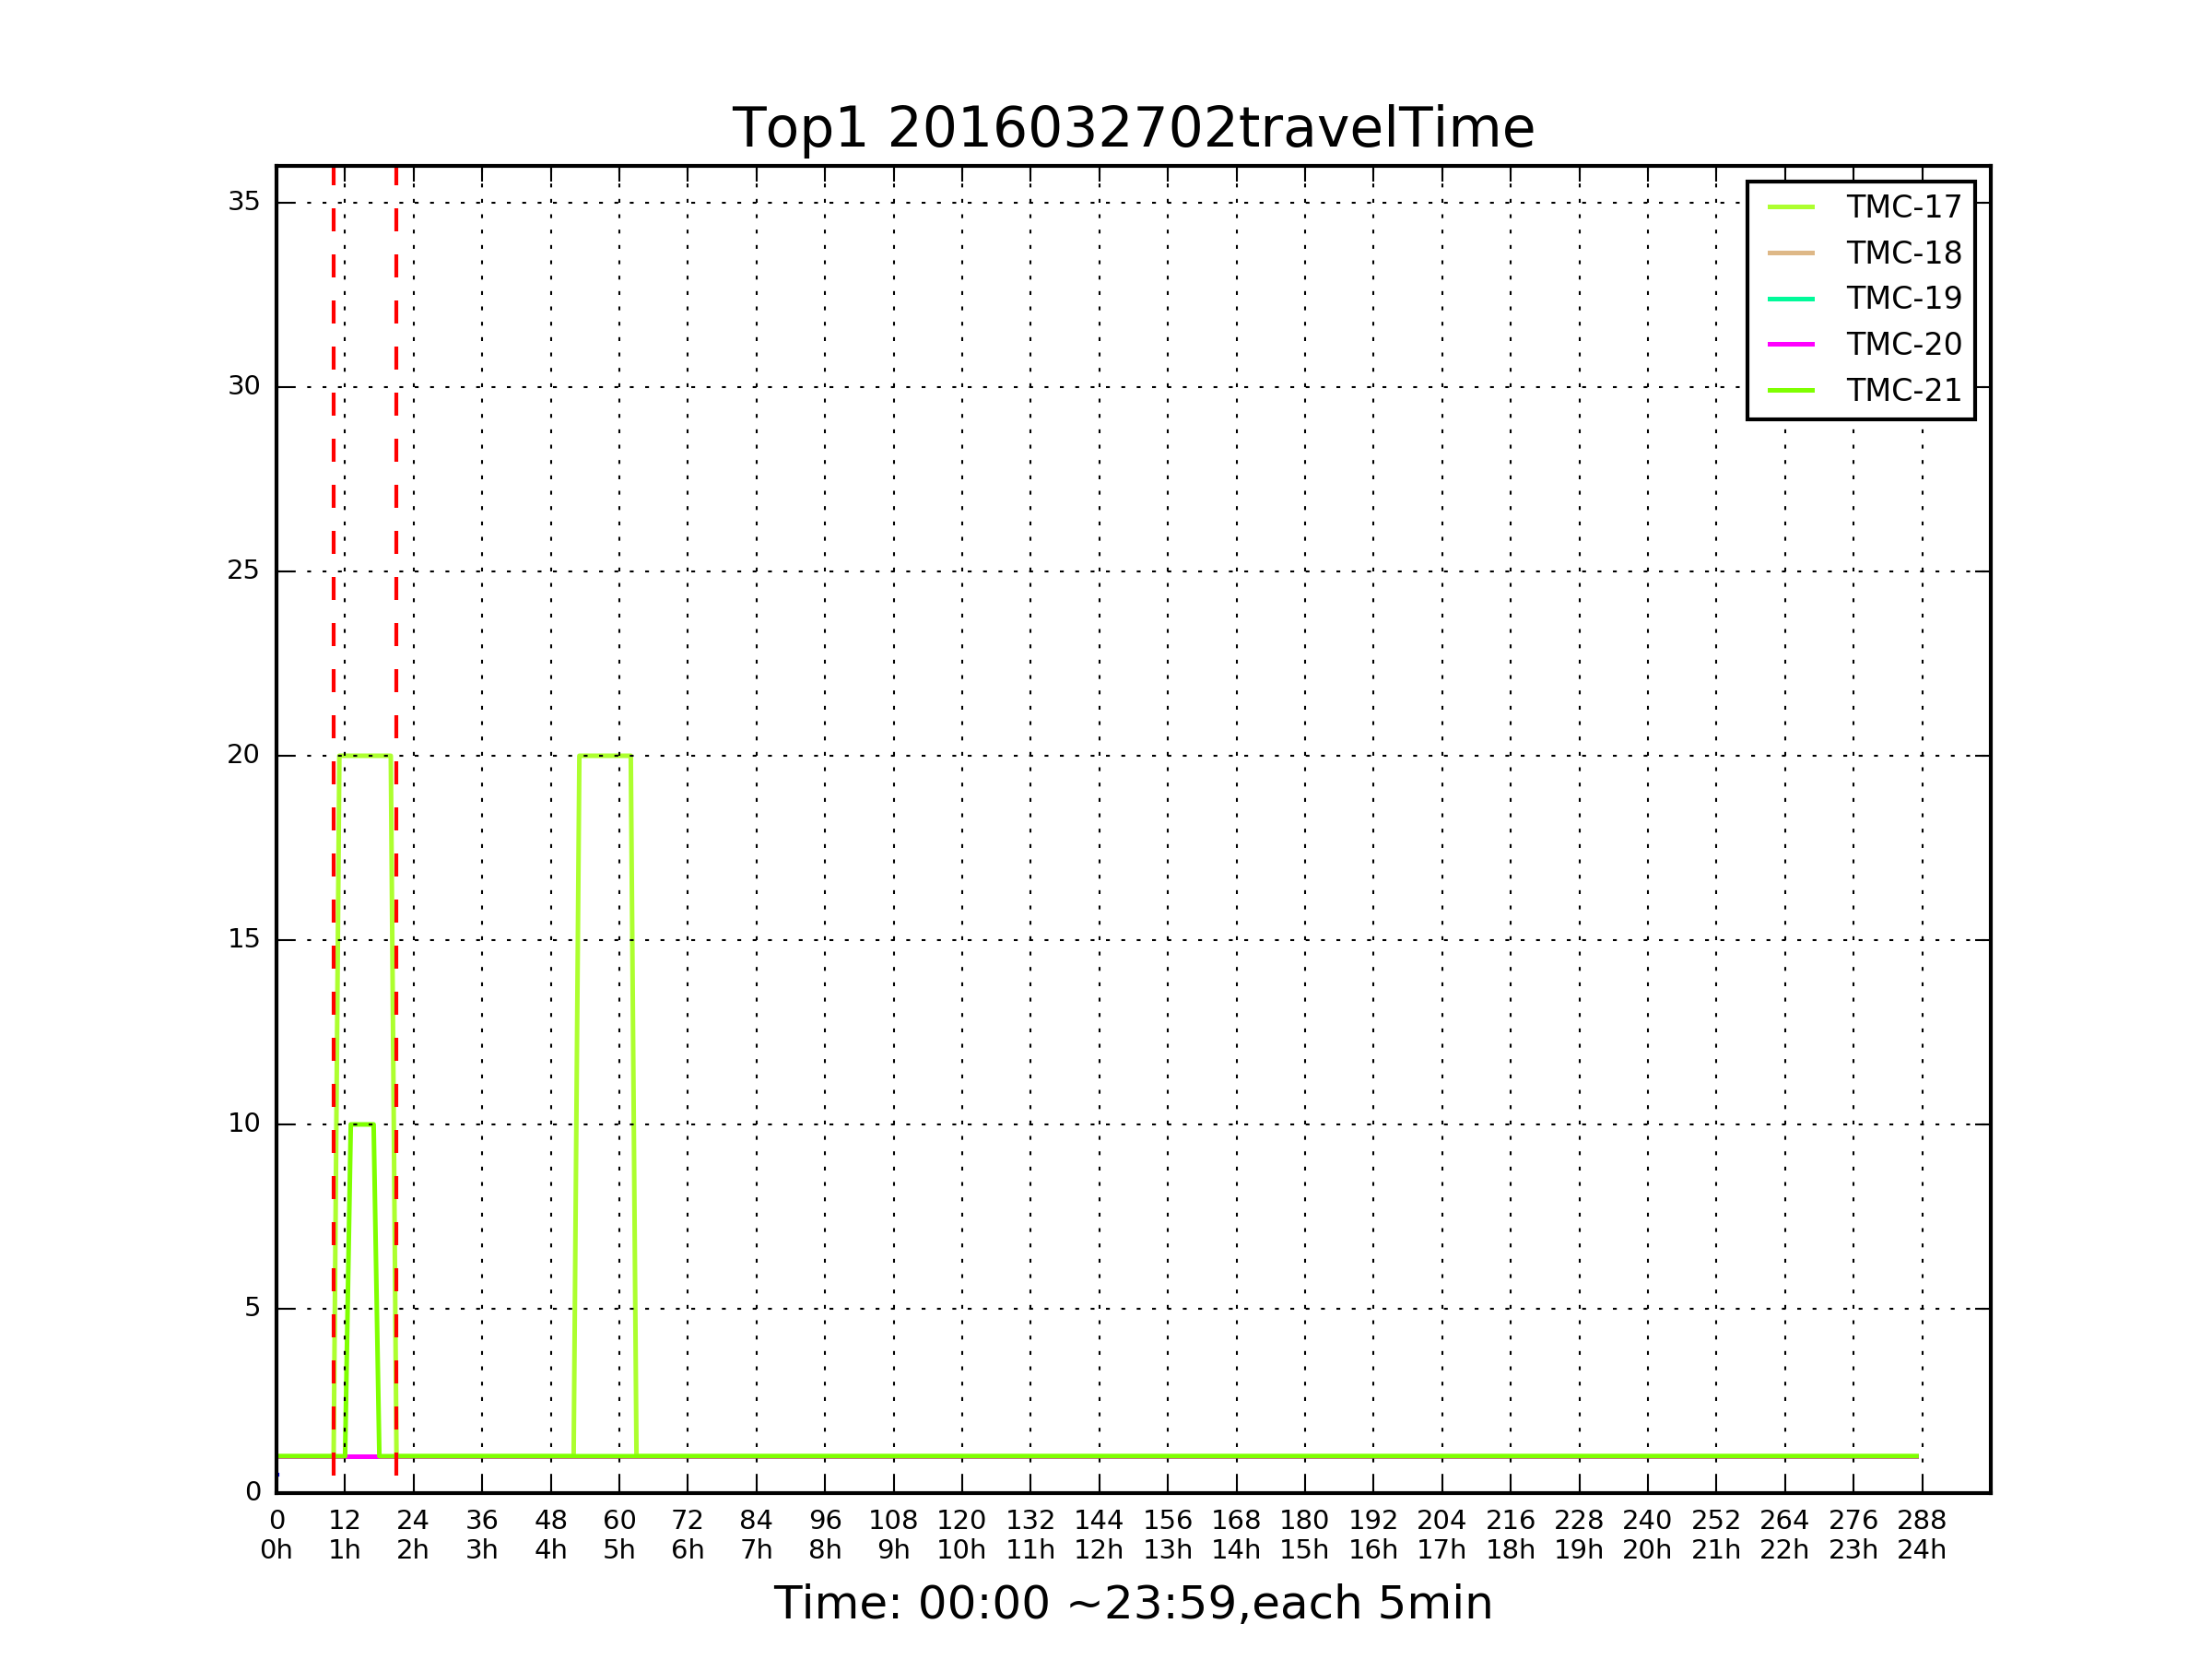 Top1 2016032702travelTime
35
30
25
20
15
10
5
0
TMC-17
TMC-18
TMC-19
TMC-20
TMC-21
0 12 24 36 48 60 72 84 96 108 120 132 144 156 168 180 192 204 216 228 240 252 264 276 288
0h 1h 2h 3h 4h 5h 6h 7h 8h 9h 10h 11h 12h 13h 14h 15h 16h 17h 18h 19h 20h 21h 22h 23h 24h
Time: 00:00 ~23:59,each 5min